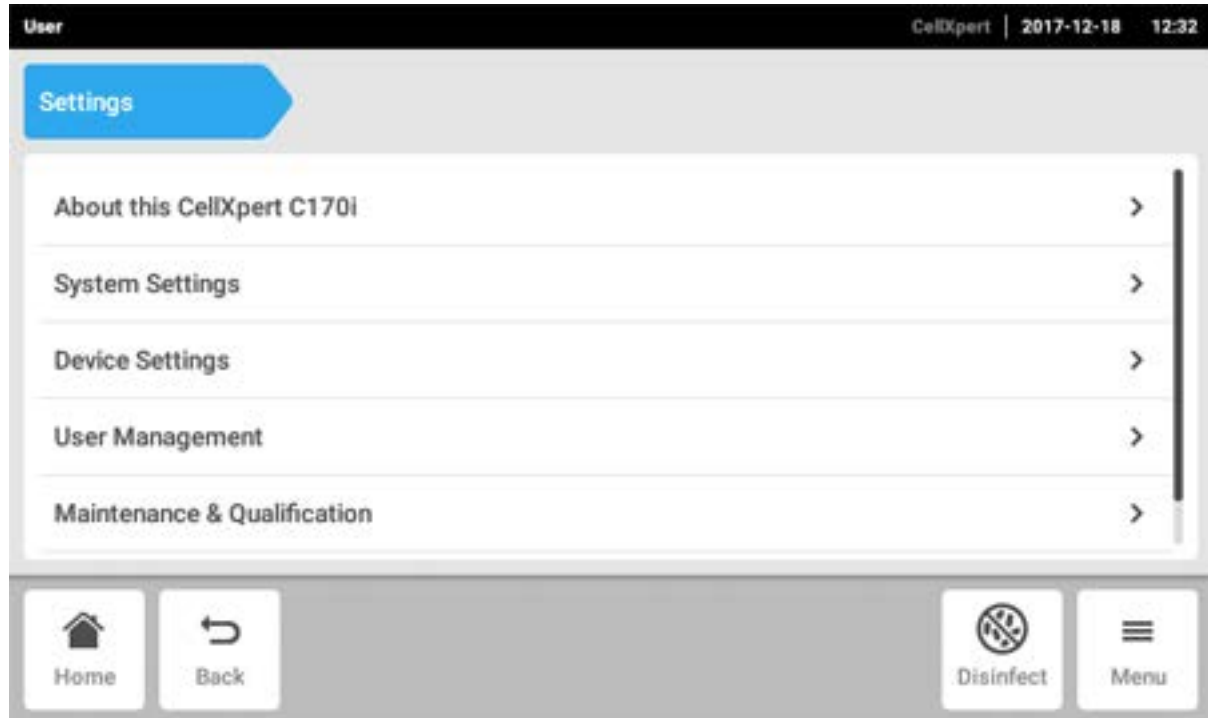 User CellXpert 2017-12-18 12:32
Settings
About this CellXpert C170i
System Settings
Device Settings
User Management
Maintenance & Qualification
Home Back Disinfect Menu